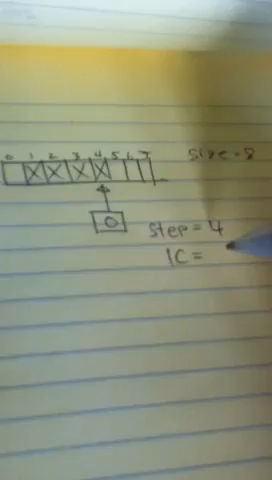 0 1 2 3 4 5 6 7 size = 8
X X X X
0
Step = 4
IC =